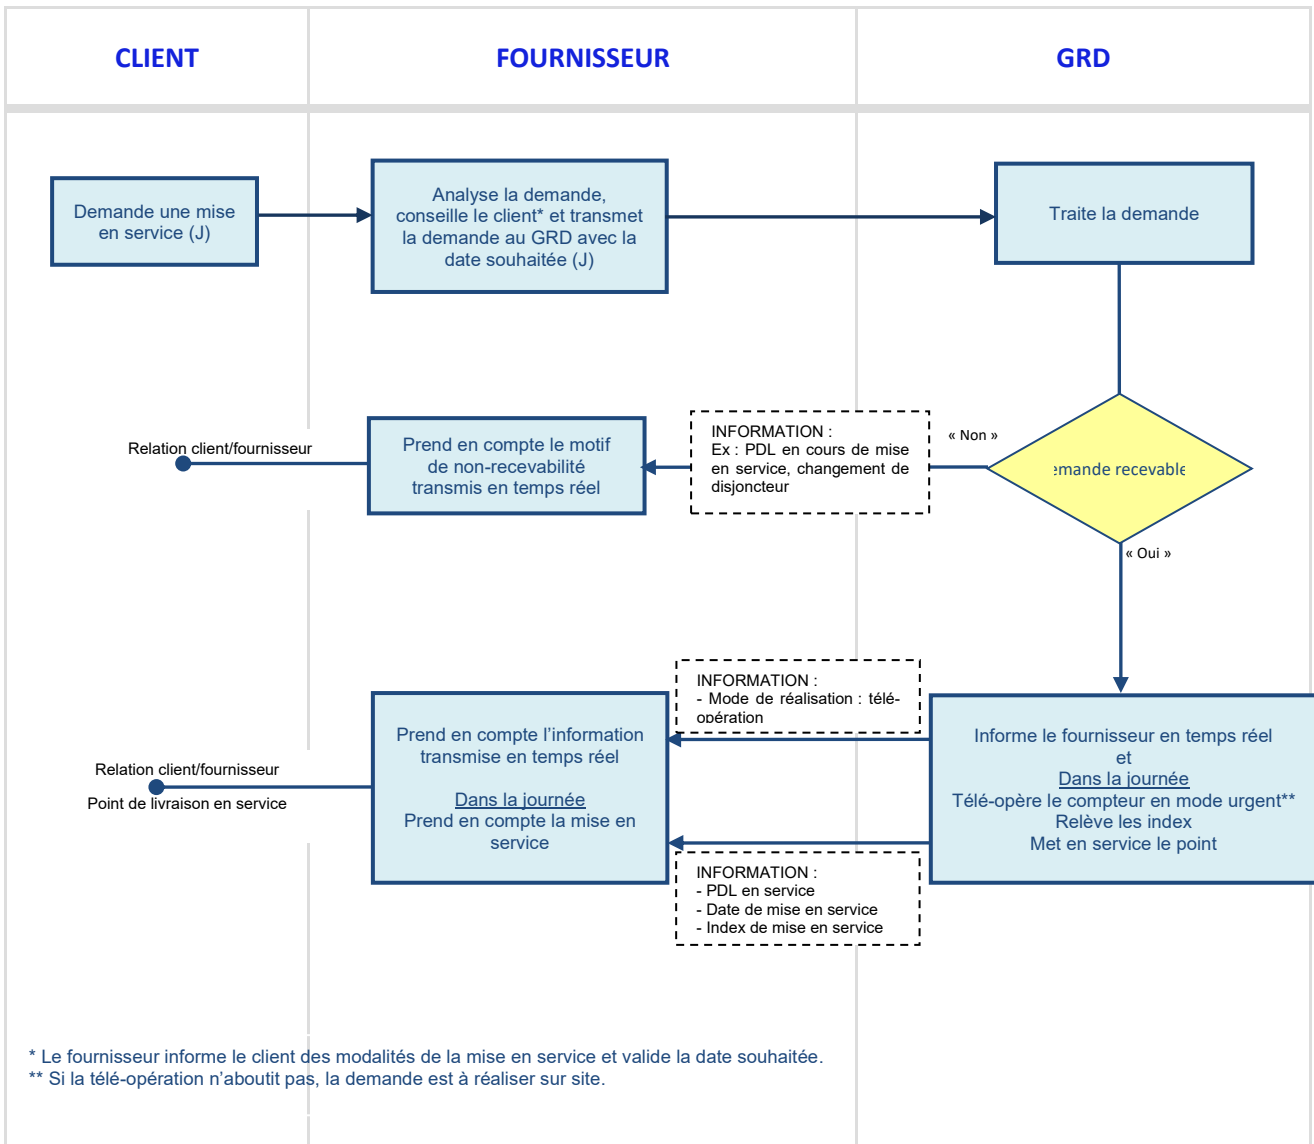 CLIENT
FOURNISSEUR
GRD
Demande une mise
en service (J)
Analyse la demande,
conseille le client* et transmet
la demande au GRD avec la
date souhaitée (J)
Traite la demande
Relation client/fournisseur
Prend en compte le motif
de non-recevabilité
transmis en temps réel
INFORMATION :
Ex : PDL en cours de mise
en service, changement de
disjoncteur
« Non »
emande recevable
« Oui »
INFORMATION :
- Mode de réalisation : télé-
opération
Relation client/fournisseur
Point de livraison en service
Prend en compte l’information
transmise en temps réel
Dans la journée
Prend en compte la mise en
service
Informe le fournisseur en temps réel
et
Dans la journée
Télé-opère le compteur en mode urgent**
Relève les index
Met en service le point
INFORMATION :
- PDL en service
- Date de mise en service
- Index de mise en service
* Le fournisseur informe le client des modalités de la mise en service et valide la date souhaitée.
** Si la télé-opération n’aboutit pas, la demande est à réaliser sur site.